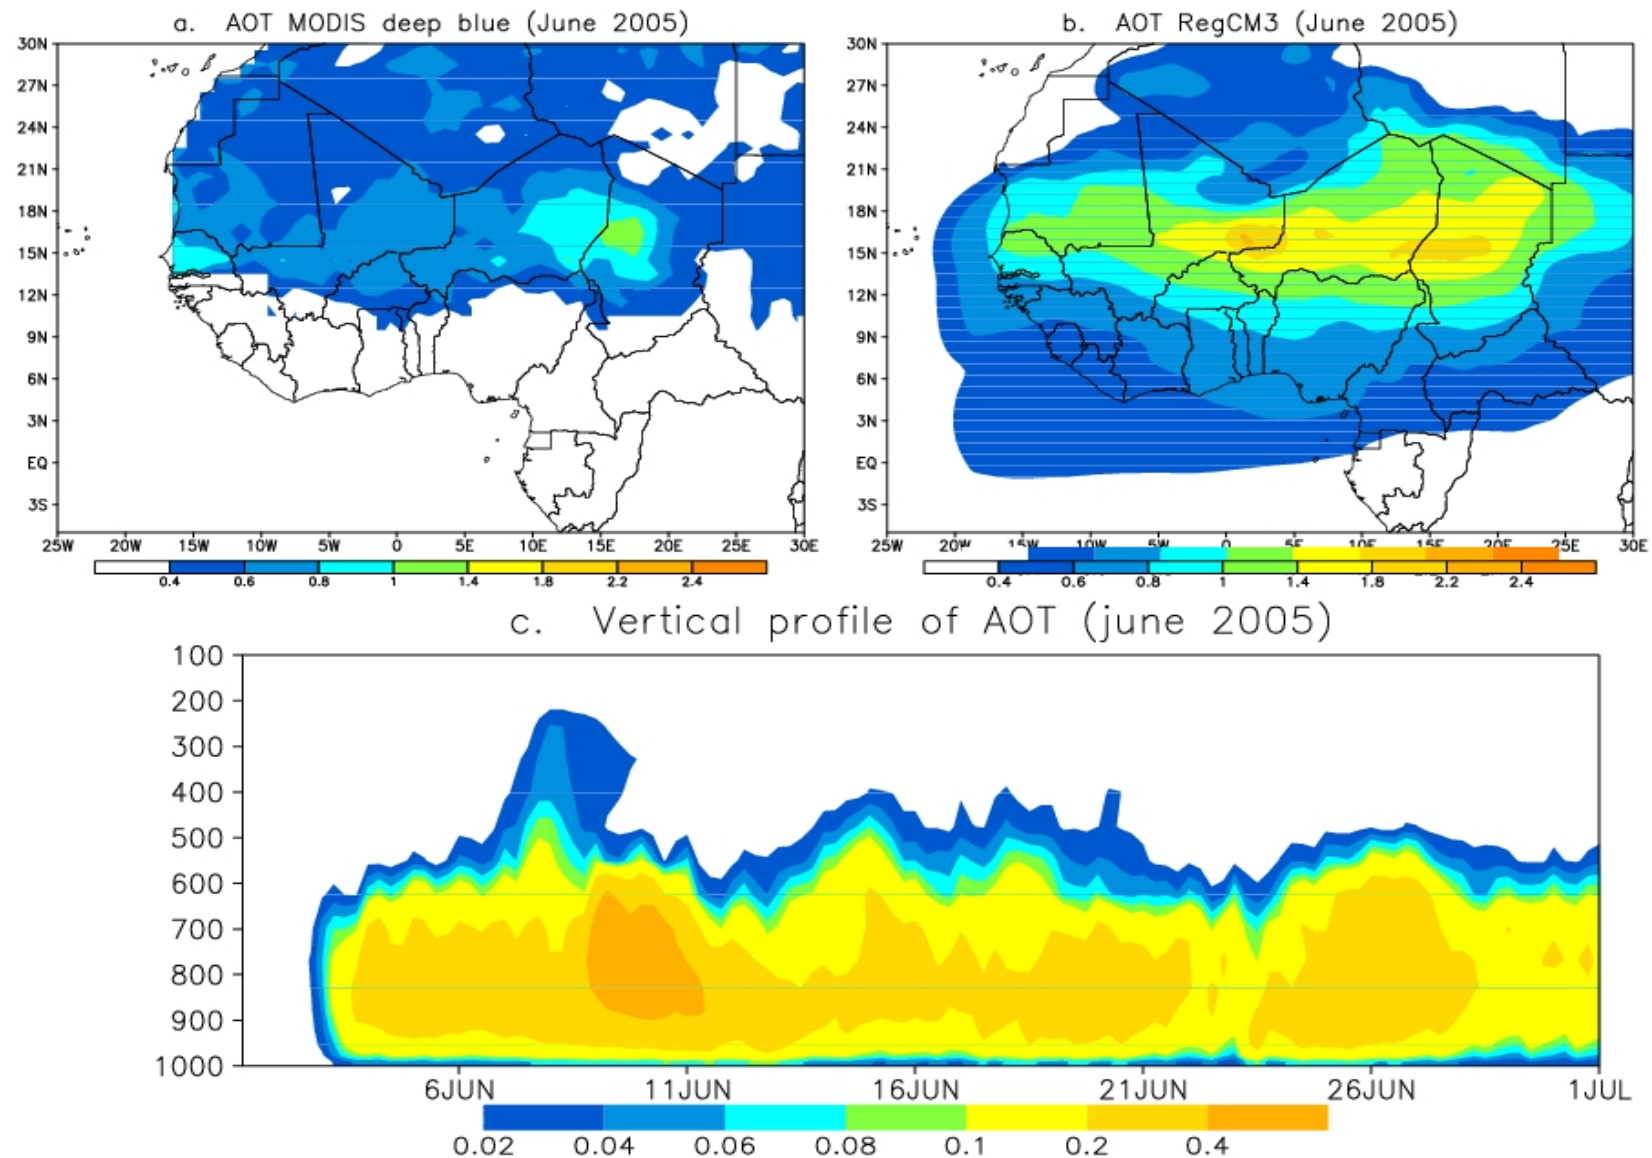 a. AOT MODIS deep blue (June 2005)
b. AOT RegCM3 (June 2005)
30N
27N
24N
21N
18N
15N
12N
9N
6N
3N
EQ
3S
25W 20W 15W 10W 5W 0 5E 10E 15E 20E 25E 30E
0.4 0.6 0.8 1 1.4 1.8 2.2 2.4
30N
27N
24N
21N
18N
15N
12N
9N
6N
3N
EQ
3S
25W 20W 15W 10W 5W 0 5E 10E 15E 20E 25E 30E
0.4 0.6 0.8 1 1.4 1.8 2.2 2.4
c. Vertical profile of AOT (june 2005)
100
200
300
400
500
600
700
800
900
1000
6JUN 11JUN 16JUN 21JUN 26JUN 1JUL
0.02 0.04 0.06 0.08 0.1 0.2 0.4